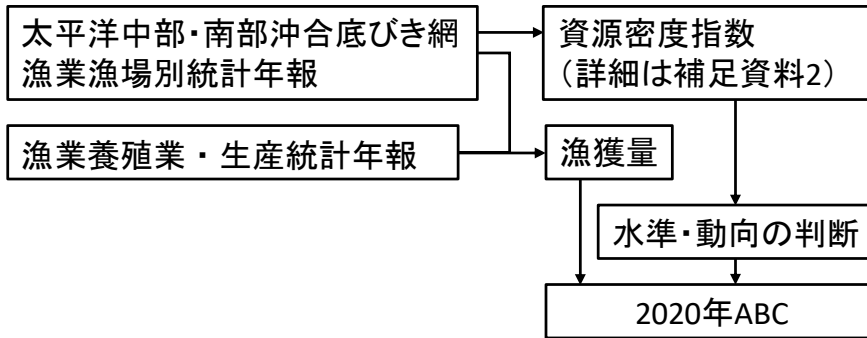 太平洋中部・南部沖合底びき網
漁業漁場別統計年報
資源密度指数
（詳細は補足資料2）
漁業養殖業・生産統計年報
漁獲量
水準・動向の判断
2020年ABC